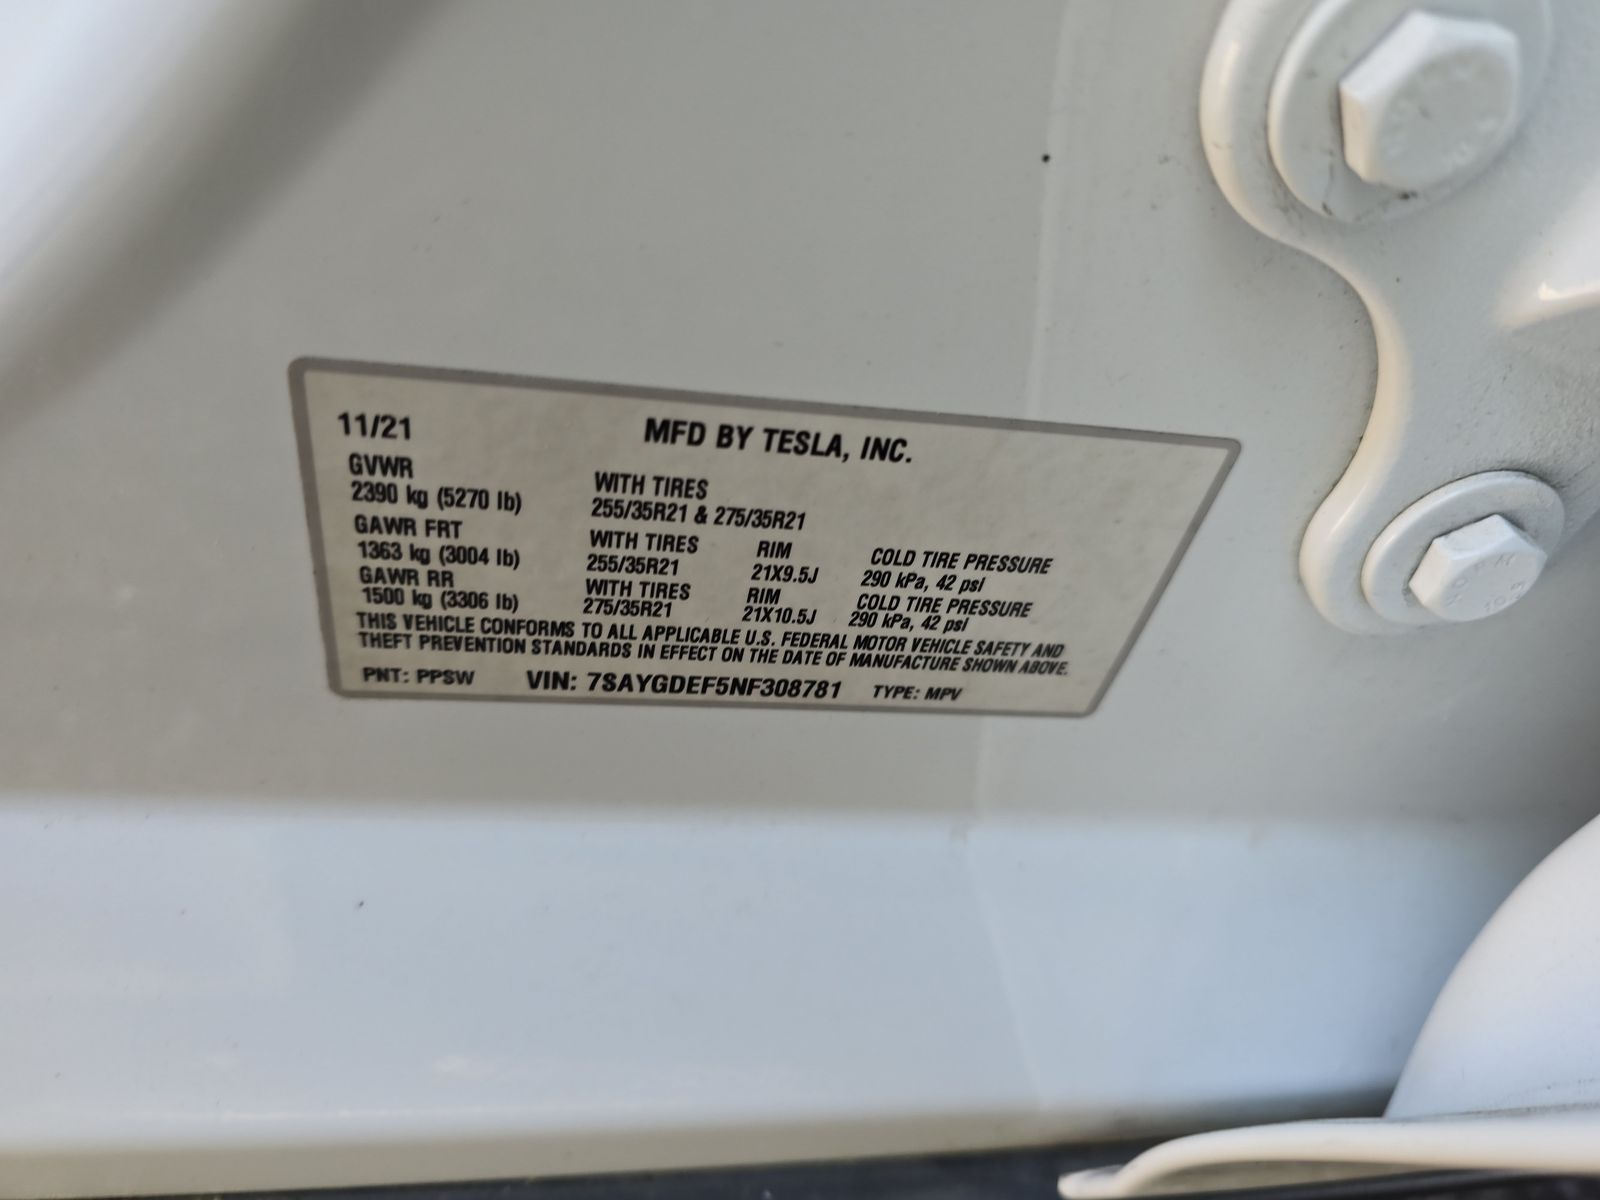 11/21 MFD BY TESLA, INC.
GVWR
2390 kg (5270 lb)
WITH TIRES
255/35R21 & 275/35R21
GAWR FRT
1363 kg (3004 lb)
WITH TIRES
255/35R21
RIM
21X9.5J
COLD TIRE PRESSURE
290 kPa, 42 psi
GAWR RR
1500 kg (3306 lb)
WITH TIRES
275/35R21
RIM
21X10.5J
COLD TIRE PRESSURE
290 kPa, 42 psi
THIS VEHICLE CONFORMS TO ALL APPLICABLE U.S. FEDERAL MOTOR VEHICLE SAFETY AND
THEFT PREVENTION STANDARDS IN EFFECT ON THE DATE OF MANUFACTURE SHOWN ABOVE.
PNT: PPSW VIN: 7SAYGDEF5NF308781 TYPE: MPV